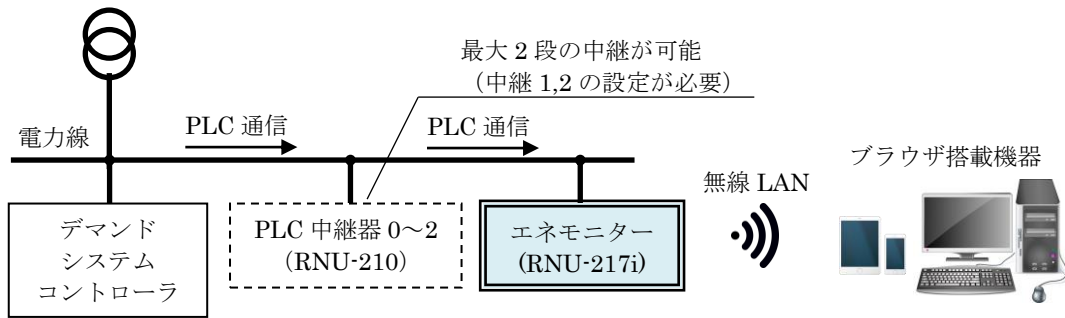 最大 2 段の中継が可能
（中継 1,2 の設定が必要）
電力線
PLC 通信
PLC 通信
ブラウザ搭載機器
無線 LAN
デマンド
システム
コントローラ
PLC 中継器 0～2
（RNU-210）
エネモニター
(RNU-217i)